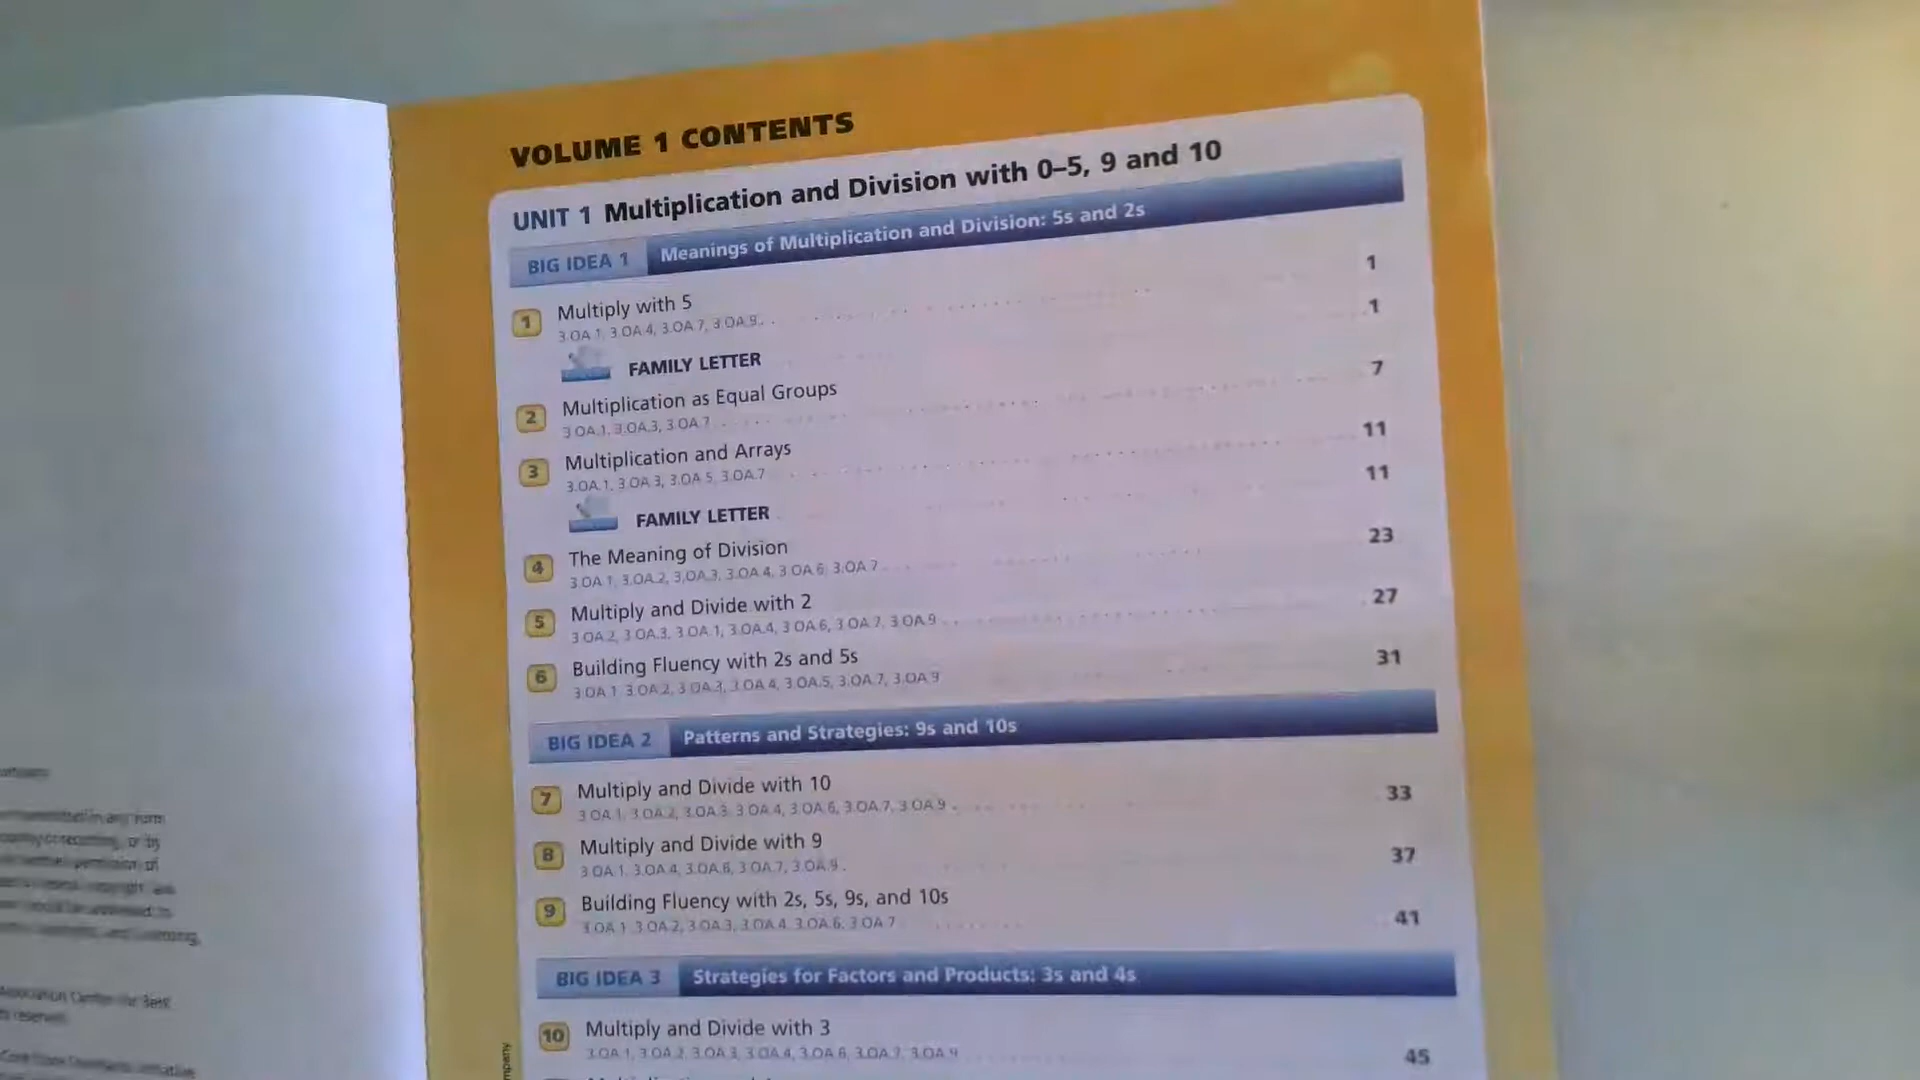 VOLUME 1 CONTENTS
UNIT 1 Multiplication and Division with 0–5, 9 and 10
BIG IDEA 1 Meanings of Multiplication and Division: 5s and 2s
1 Multiply with 5 1
3.OA.1, 3.OA.4, 3.OA.7, 3.OA.9
FAMILY LETTER 1
2 Multiplication as Equal Groups 7
3.OA.1, 3.OA.3, 3.OA.7
3 Multiplication and Arrays 11
3.OA.1, 3.OA.3, 3.OA.5, 3.OA.7
FAMILY LETTER 11
4 The Meaning of Division 23
3.OA.1, 3.OA.2, 3.OA.3, 3.OA.4, 3.OA.6, 3.OA.7
5 Multiply and Divide with 2 27
3.OA.2, 3.OA.3, 3.OA.1, 3.OA.4, 3.OA.6, 3.OA.7, 3.OA.9
6 Building Fluency with 2s and 5s 31
3.OA.1, 3.OA.2, 3.OA.3, 3.OA.4, 3.OA.5, 3.OA.7, 3.OA.9
BIG IDEA 2 Patterns and Strategies: 9s and 10s
7 Multiply and Divide with 10 33
3.OA.1, 3.OA.2, 3.OA.3, 3.OA.4, 3.OA.6, 3.OA.7, 3.OA.9
8 Multiply and Divide with 9 37
3.OA.1, 3.OA.4, 3.OA.6, 3.OA.7, 3.OA.9
9 Building Fluency with 2s, 5s, 9s, and 10s 41
3.OA.1, 3.OA.2, 3.OA.3, 3.OA.4, 3.OA.6, 3.OA.7
BIG IDEA 3 Strategies for Factors and Products: 3s and 4s
10 Multiply and Divide with 3 45
3.OA.1, 3.OA.2, 3.OA.3, 3.OA.4, 3.OA.6, 3.OA.7, 3.OA.9